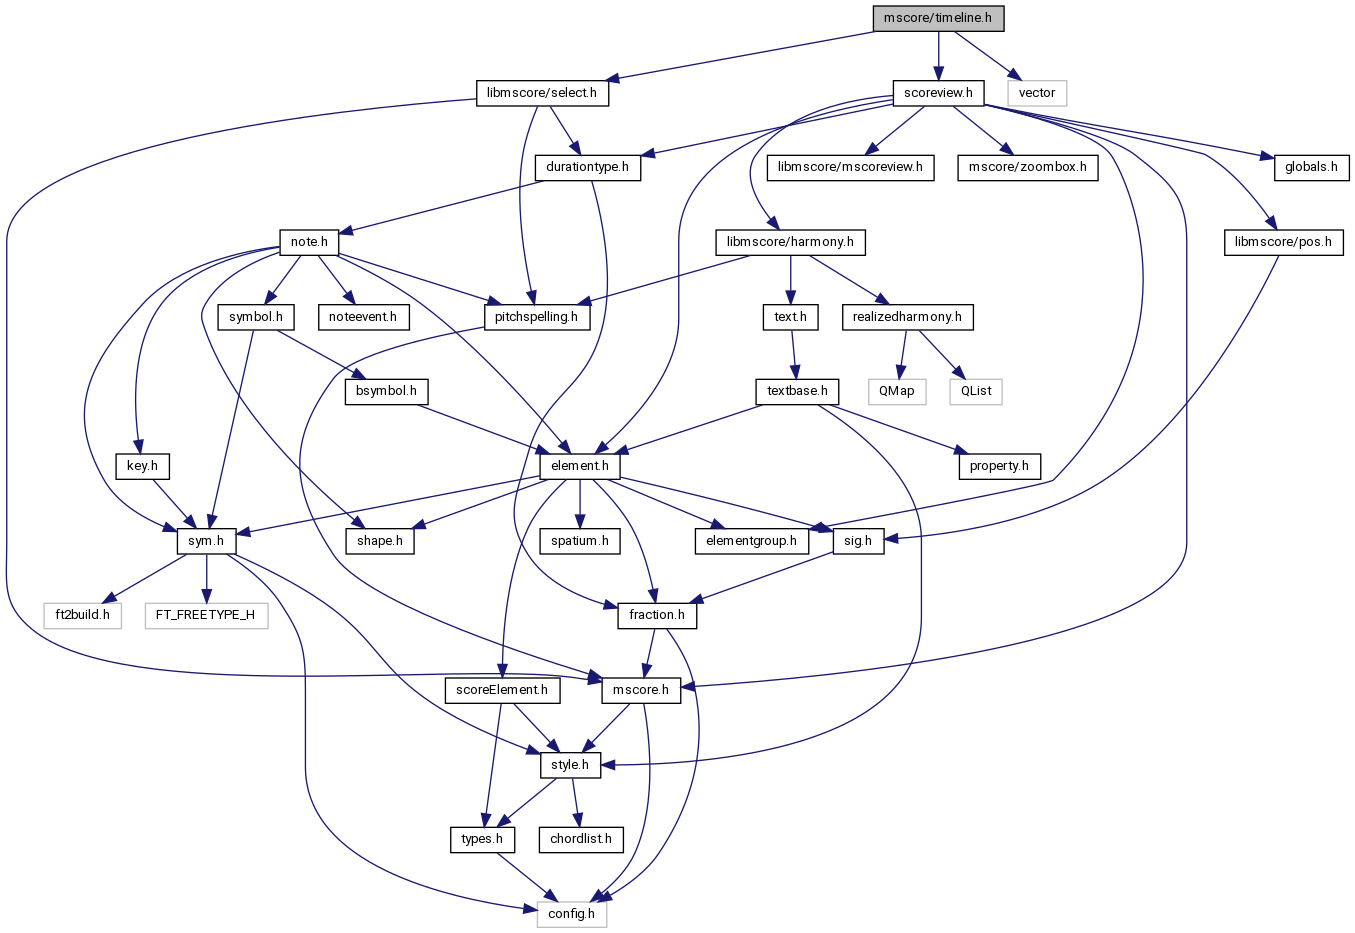 mscore/timeline.h
libmscore/select.h
scoreview.h
vector
durationtype.h
libmscore/mscoreview.h
mscore/zoombox.h
globals.h
note.h
libmscore/harmony.h
libmscore/pos.h
symbol.h
noteevent.h
pitchspelling.h
text.h
realizedharmony.h
bsymbol.h
textbase.h
QMap
QList
key.h
element.h
property.h
sym.h
shape.h
spatium.h
elementgroup.h
sig.h
ft2build.h
FT_FREETYPE_H
fraction.h
scoreElement.h
mscore.h
style.h
types.h
chordlist.h
config.h